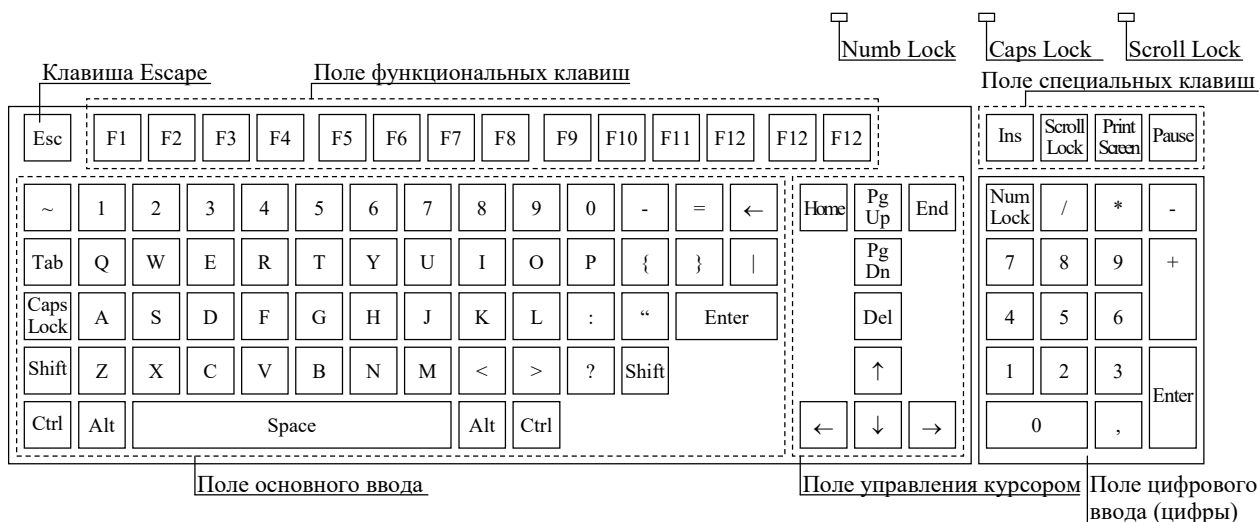 Numb Lock Caps Lock Scroll Lock
Клавиша Escape Поле функциональных клавиш Поле специальных клавиш
Esc F1 F2 F3 F4 F5 F6 F7 F8 F9 F10 F11 F12 F12 F12 Ins Scroll Lock Print Screen Pause
~ 1 2 3 4 5 6 7 8 9 0 - = ← Home Pg Up End Num Lock / * -
Tab Q W E R T Y U I O P { } | Pg Dn 7 8 9 +
Caps Lock A S D F G H J K L : “ Enter Del 4 5 6
Shift Z X C V B N M < > ? Shift ↑ 1 2 3 Enter
Ctrl Alt Space Alt Ctrl ← ↓ → 0 ,
Поле основного ввода Поле управления курсором Поле цифрового
ввода (цифры)